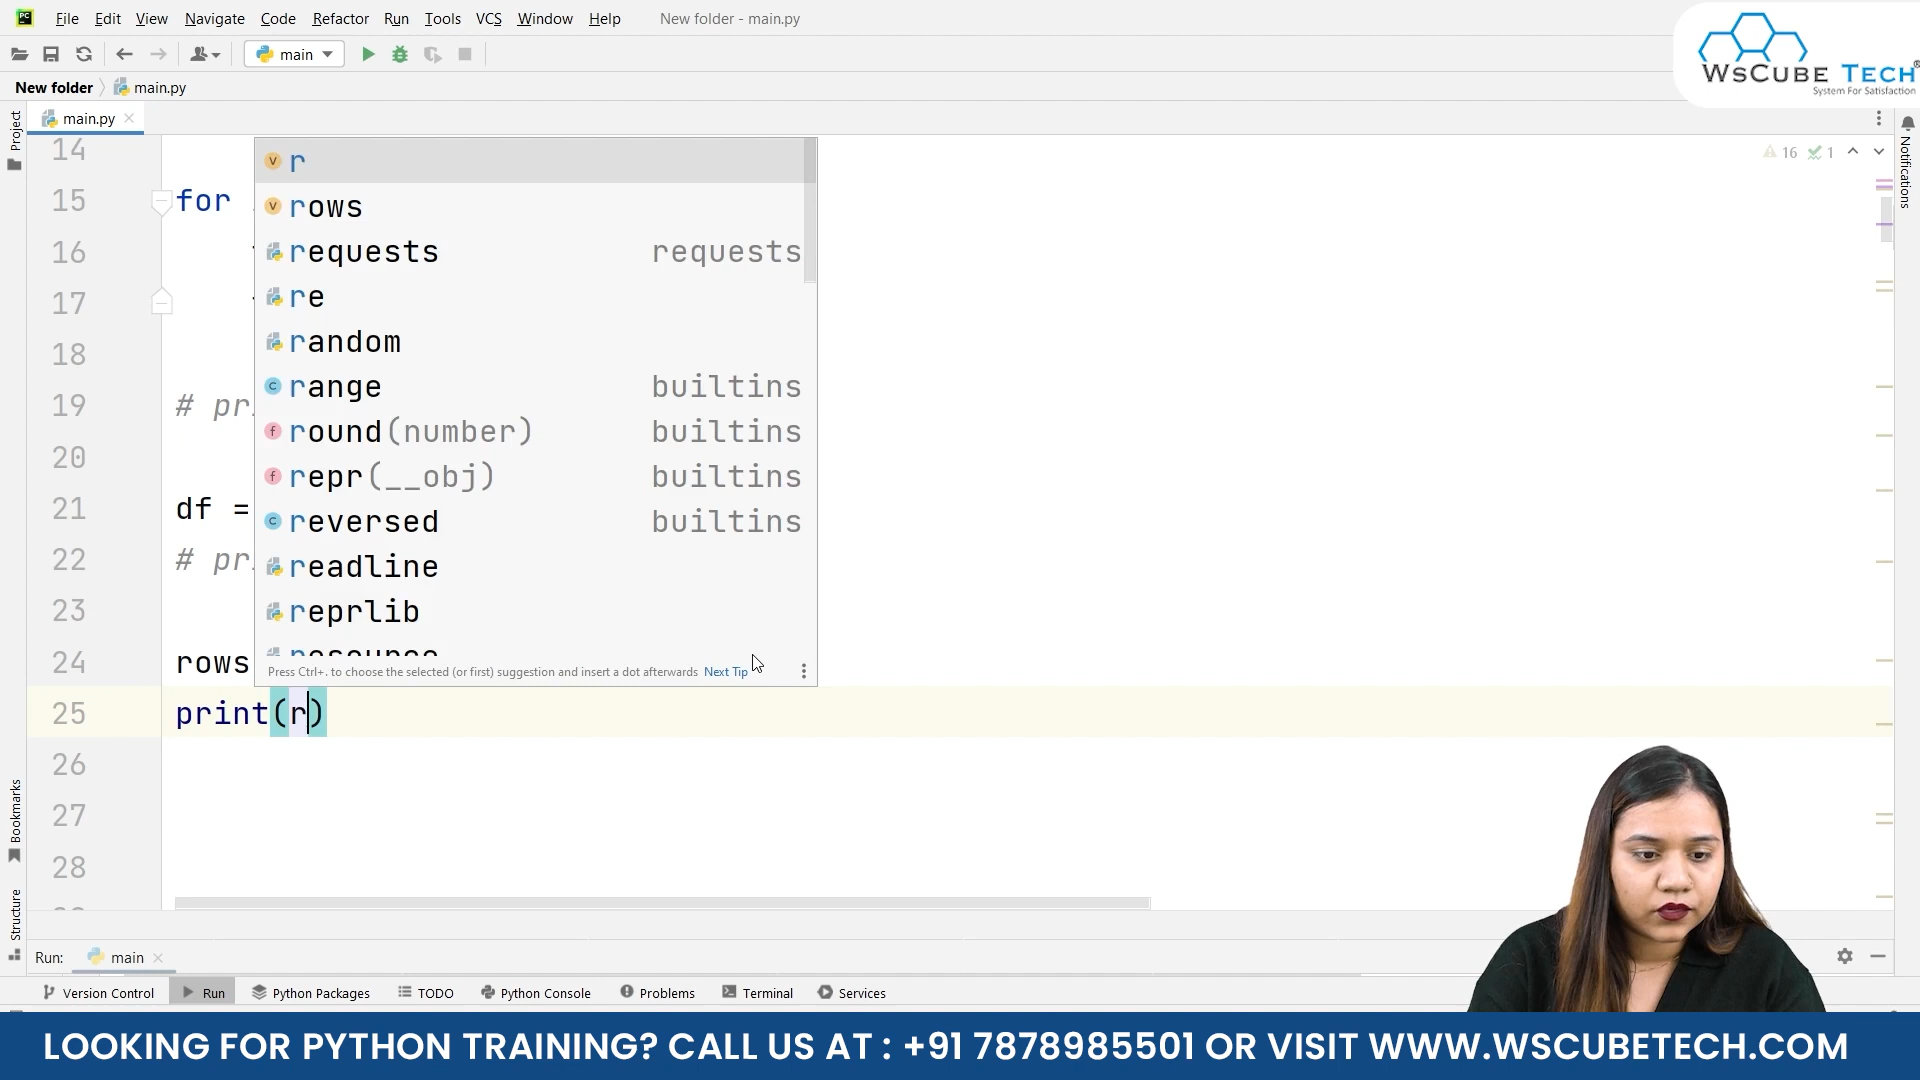 File Edit View Navigate Code Refactor Run Tools VCS Window Help New folder - main.py
main
WsCube Tech®
System For Satisfaction
New folder main.py
Project
main.py
Notifications
14
15 for
16
17
18
19 # pr
20
21 df =
22 # pr
23
24 rows
25 print(r)
26
27
28
16 1
r
rows
requests requests
re
random
range builtins
round(number) builtins
repr(__obj) builtins
reversed builtins
readline
reprlib
resource
Press Ctrl+. to choose the selected (or first) suggestion and insert a dot afterwards Next Tip
Bookmarks
Structure
Run: main
Version Control Run Python Packages TODO Python Console Problems Terminal Services
LOOKING FOR PYTHON TRAINING? CALL US AT : +91 7878985501 OR VISIT WWW.WSCUBETECH.COM